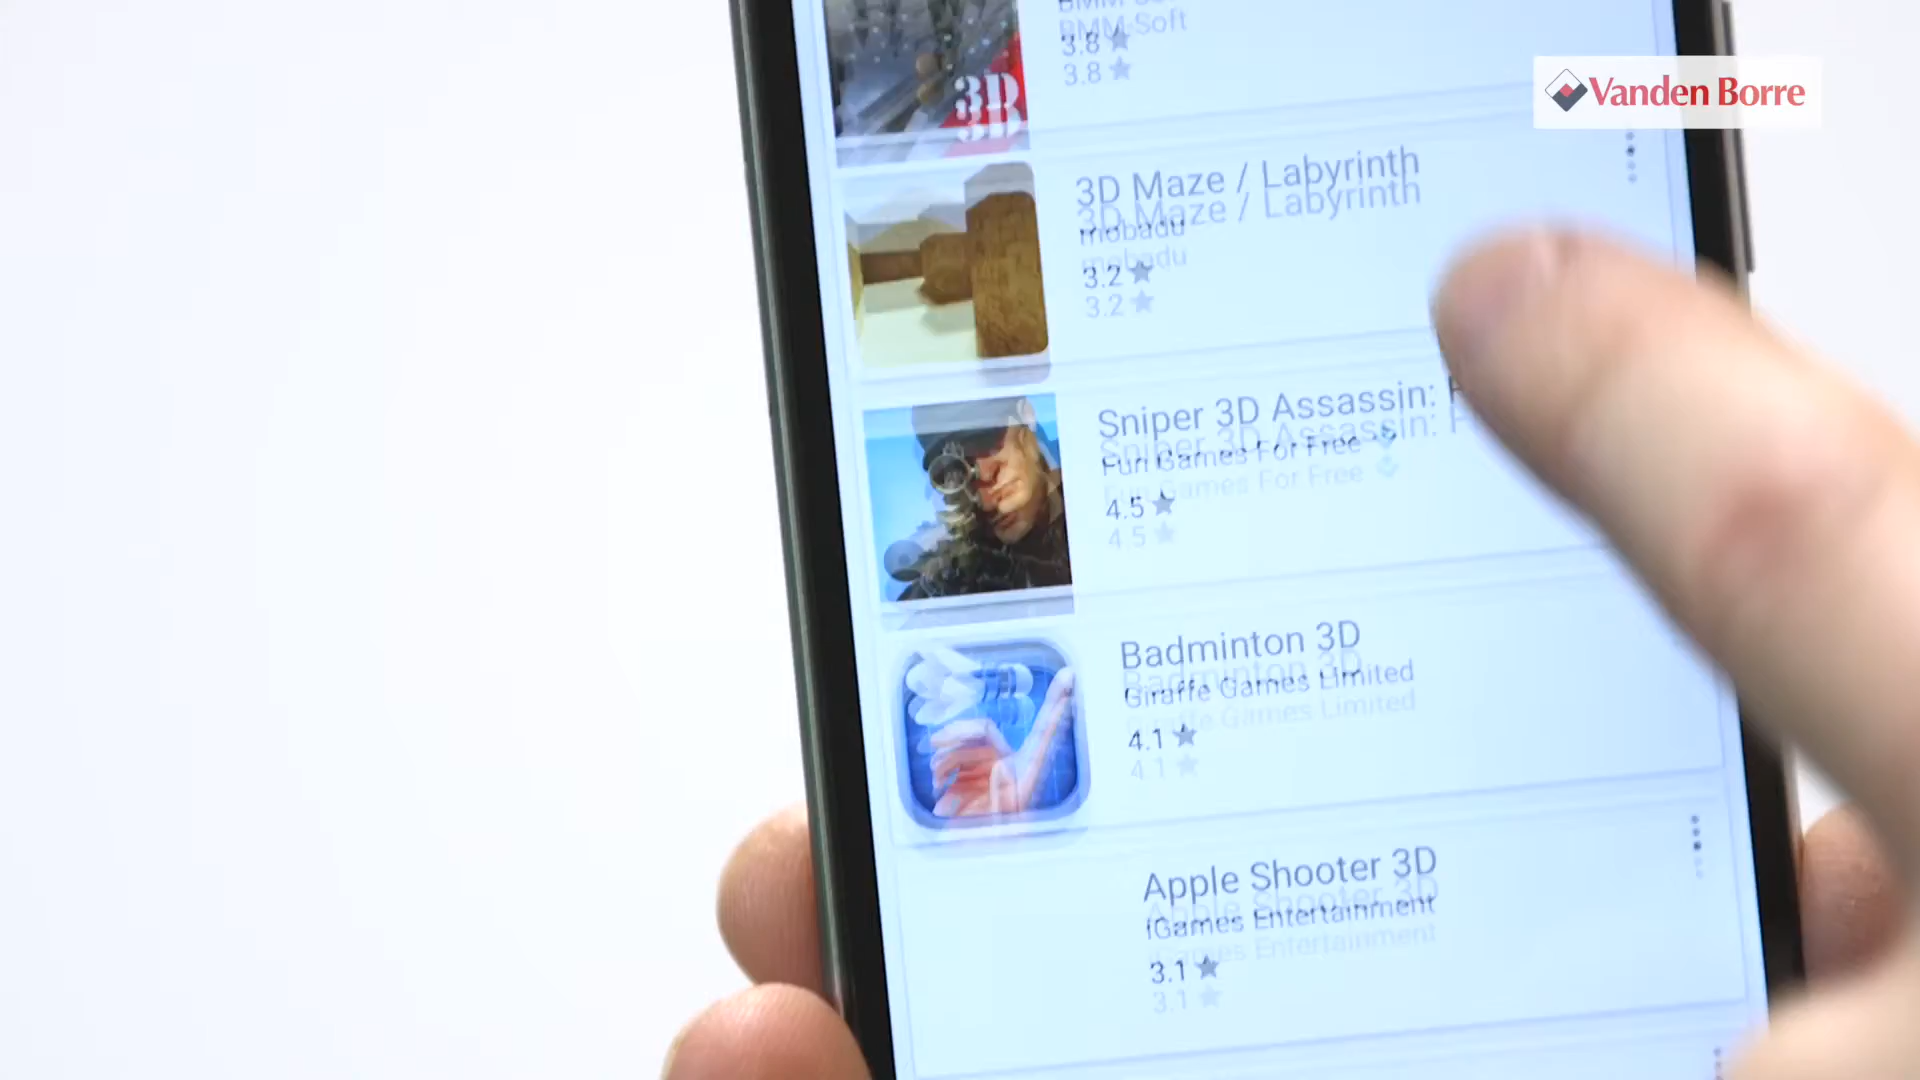 BMM-Soft
3.8
3D
Vanden Borre
3D Maze / Labyrinth
mobadu
3.2
Sniper 3D Assassin: F
Fun Games For Free
4.5
Badminton 3D
Giraffe Games Limited
4.1
Apple Shooter 3D
iGames Entertainment
3.1